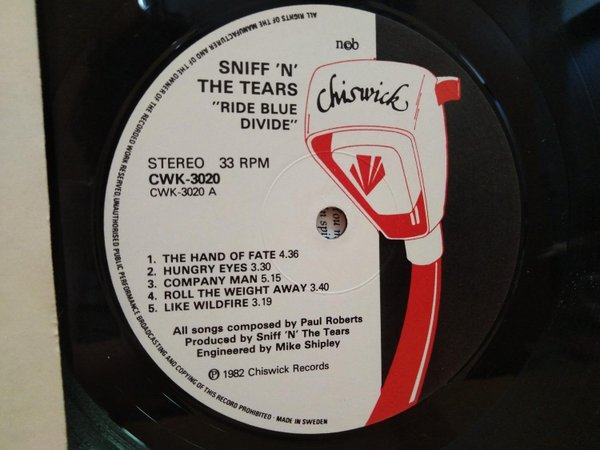 ALL RIGHTS OF THE MANUFACTURER AND OF THE OWNER OF THE RECORDED WORK RESERVED. UNAUTHORISED PUBLIC PERFORMANCE BROADCASTING AND COPYING OF THIS RECORD PROHIBITED · MADE IN SWEDEN
n©b
SNIFF 'N'
THE TEARS
"RIDE BLUE
DIVIDE"
Chiswick
STEREO 33 RPM
CWK-3020
CWK-3020 A
1. THE HAND OF FATE 4.36
2. HUNGRY EYES 3.30
3. COMPANY MAN 5.15
4. ROLL THE WEIGHT AWAY 3.40
5. LIKE WILDFIRE 3.19
All songs composed by Paul Roberts
Produced by Sniff 'N' The Tears
Engineered by Mike Shipley
℗ 1982 Chiswick Records